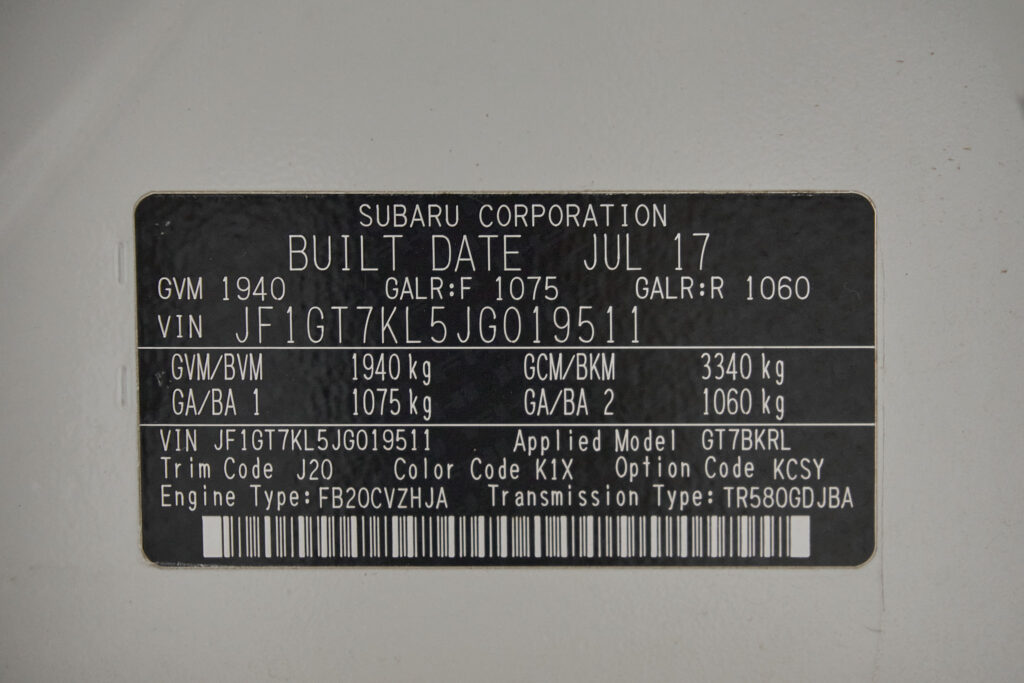 SUBARU CORPORATION
BUILT DATE JUL 17
GVM 1940 GALR:F 1075 GALR:R 1060
VIN JF1GT7KL5JG019511
GVM/BVM 1940 kg GCM/BKM 3340 kg
GA/BA 1 1075 kg GA/BA 2 1060 kg
VIN JF1GT7KL5JG019511 Applied Model GT7BKRL
Trim Code J20 Color Code K1X Option Code KCSY
Engine Type:FB20CVZHJA Transmission Type:TR580GDJBA